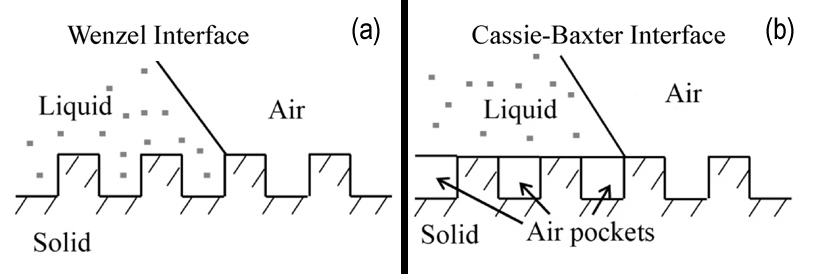 Wenzel Interface
(a)
Liquid
Air
Solid
Cassie-Baxter Interface
(b)
Liquid
Air
Solid
Air pockets